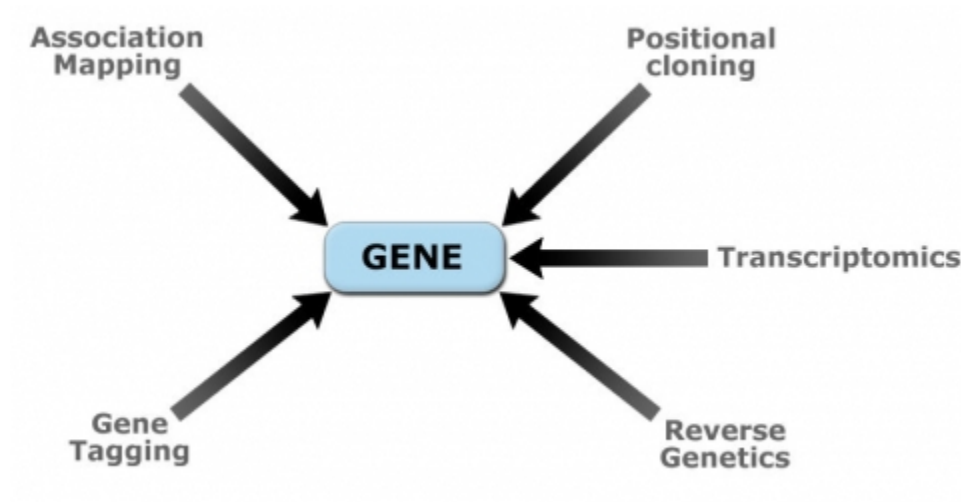 Association
Mapping
Positional
cloning
GENE
Transcriptomics
Gene
Tagging
Reverse
Genetics